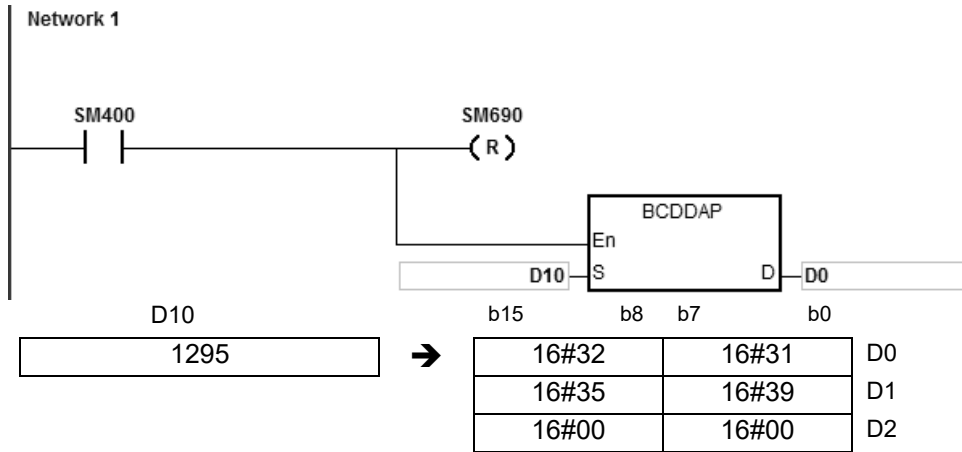 Network 1
SM400 SM690
( R )
BCDDAP
En
D10 S D D0
D10 b15 b8 b7 b0
1295 ➔ 16#32 16#31 D0
16#35 16#39 D1
16#00 16#00 D2